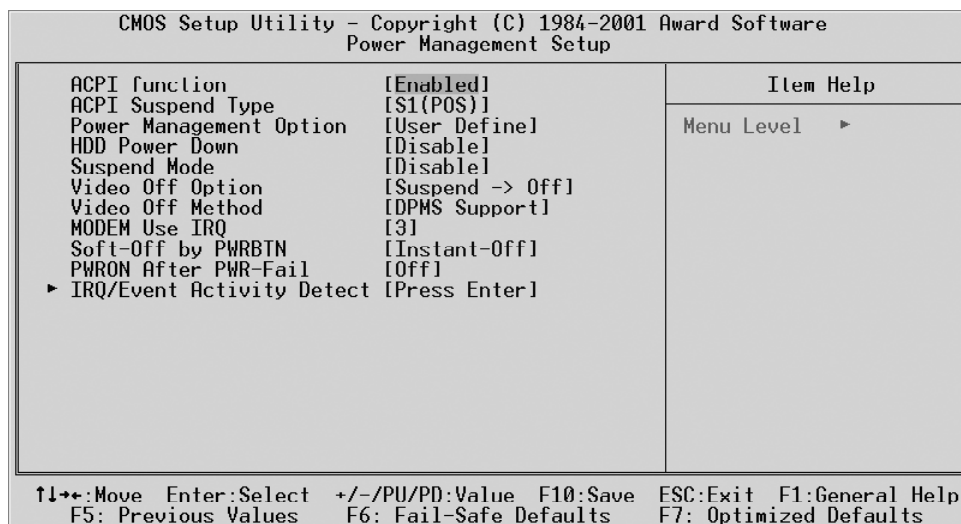 CMOS Setup Utility – Copyright (C) 1984–2001 Award Software
Power Management Setup
ACPI function [Enabled]
ACPI Suspend Type [S1(POS)]
Power Management Option [User Define]
HDD Power Down [Disable]
Suspend Mode [Disable]
Video Off Option [Suspend -> Off]
Video Off Method [DPMS Support]
MODEM Use IRQ [3]
Soft-Off by PWRBTN [Instant-Off]
PWRON After PWR-Fail [Off]
► IRQ/Event Activity Detect [Press Enter]
Item Help
Menu Level ►
↑↓→←:Move Enter:Select +/-/PU/PD:Value F10:Save ESC:Exit F1:General Help
F5: Previous Values F6: Fail-Safe Defaults F7: Optimized Defaults